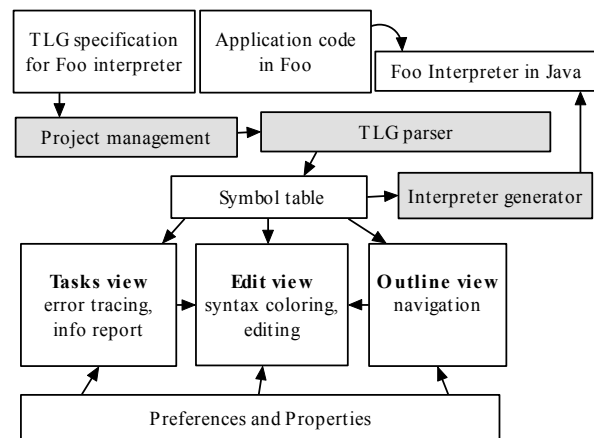 TLG specification
for Foo interpreter
Application code
in Foo
Foo Interpreter in Java
Project management
TLG parser
Symbol table
Interpreter generator
Tasks view
error tracing,
info report
Edit view
syntax coloring,
editing
Outline view
navigation
Preferences and Properties